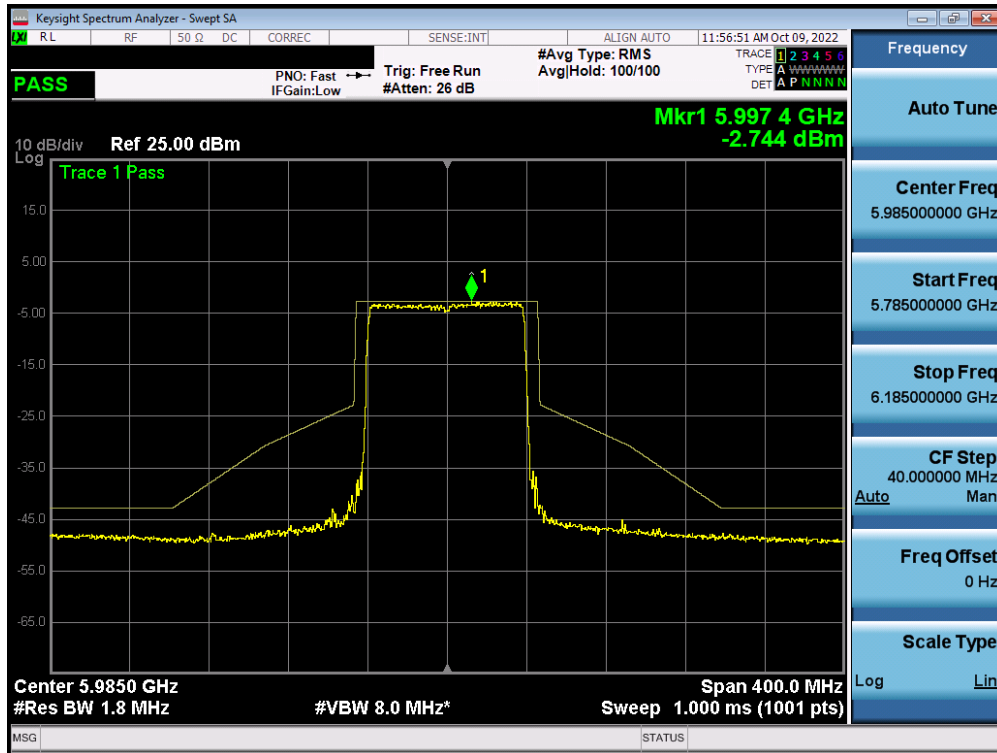 Keysight Spectrum Analyzer - Swept SA
LXI RL RF 50 Ω DC CORREC SENSE:INT ALIGN AUTO 11:56:51 AM Oct 09, 2022
PASS
PNO: Fast
IFGain:Low
Trig: Free Run
#Atten: 26 dB
#Avg Type: RMS
Avg|Hold: 100/100
TRACE 1 2 3 4 5 6
TYPE A WWWWW
DET A P N N N N
Mkr1 5.997 4 GHz
-2.744 dBm
10 dB/div Ref 25.00 dBm
Log
Trace 1 Pass
15.0
5.00
-5.00
-15.0
-25.0
-35.0
-45.0
-55.0
-65.0
1
Center 5.9850 GHz Span 400.0 MHz
#Res BW 1.8 MHz #VBW 8.0 MHz* Sweep 1.000 ms (1001 pts)
MSG STATUS
Frequency
Auto Tune
Center Freq
5.985000000 GHz
Start Freq
5.785000000 GHz
Stop Freq
6.185000000 GHz
CF Step
40.000000 MHz
Auto Man
Freq Offset
0 Hz
Scale Type
Log Lin